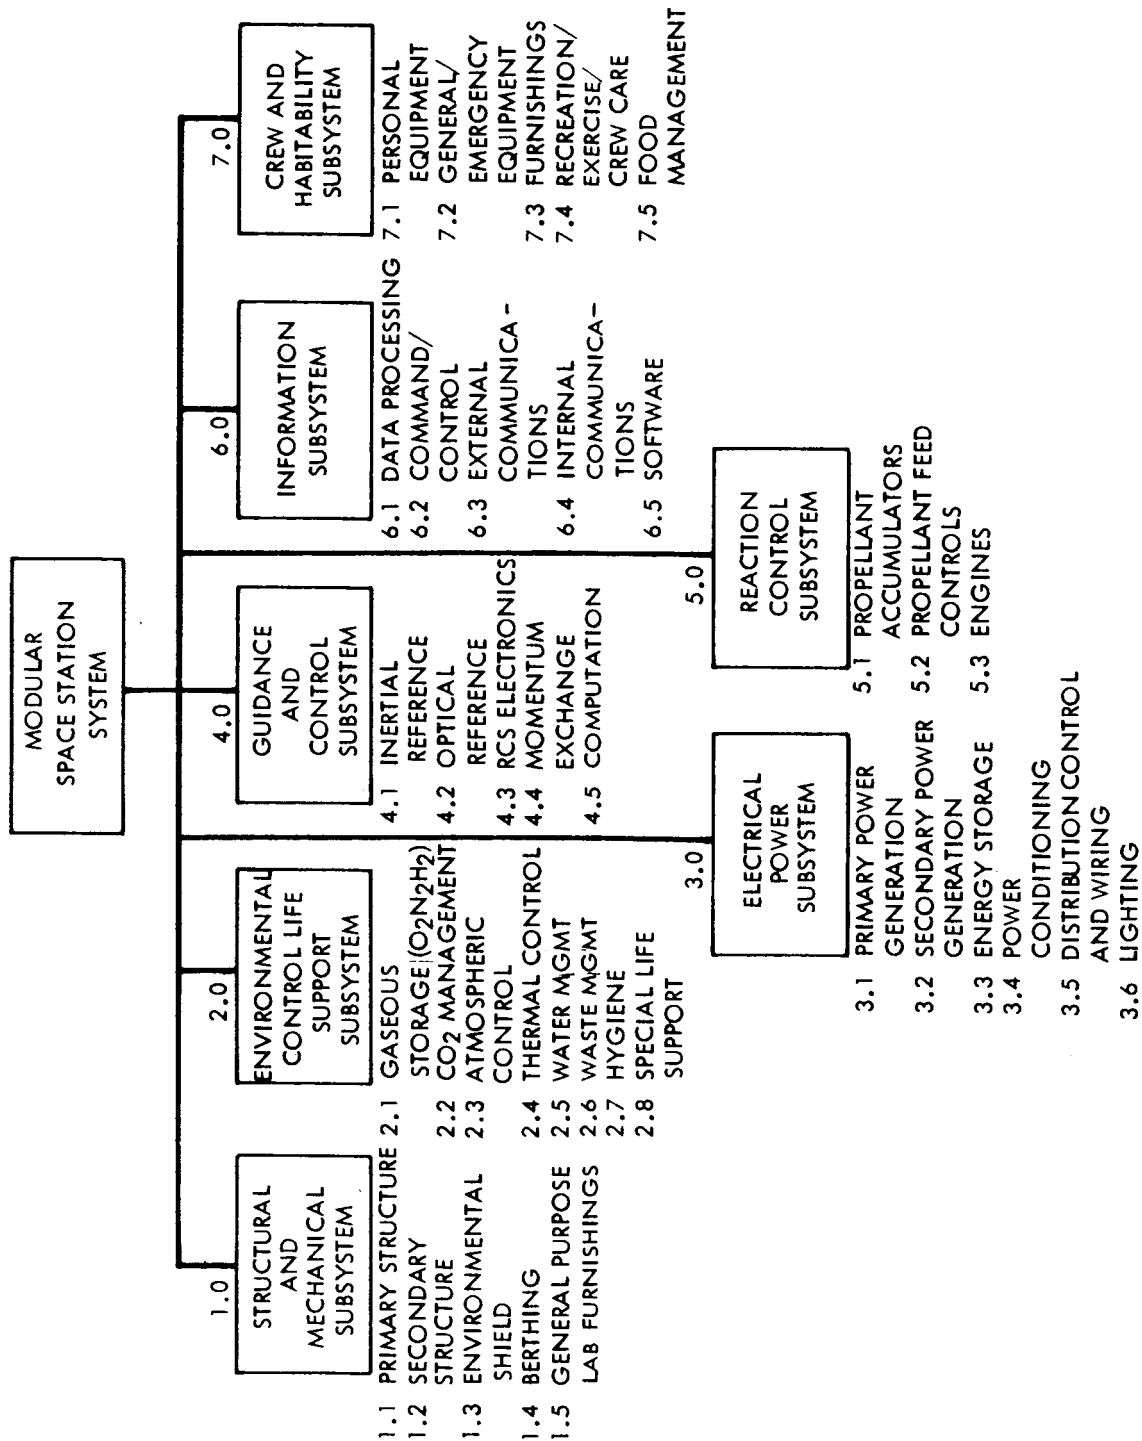 MODULAR
SPACE STATION
SYSTEM
1.0
STRUCTURAL
AND
MECHANICAL
SUBSYSTEM
1.1 PRIMARY STRUCTURE
1.2 SECONDARY
STRUCTURE
1.3 ENVIRONMENTAL
SHIELD
1.4 BERTHING
1.5 GENERAL PURPOSE
LAB FURNISHINGS
2.0
ENVIRONMENTAL
CONTROL LIFE
SUPPORT
SUBSYSTEM
2.1 GASEOUS
STORAGE (O2N2H2)
2.2 CO2 MANAGEMENT
2.3 ATMOSPHERIC
CONTROL
2.4 THERMAL CONTROL
2.5 WATER MGMT
2.6 WASTE MGMT
2.7 HYGIENE
2.8 SPECIAL LIFE
SUPPORT
3.0
ELECTRICAL
POWER
SUBSYSTEM
3.1 PRIMARY POWER
GENERATION
3.2 SECONDARY POWER
GENERATION
3.3 ENERGY STORAGE
3.4 POWER
CONDITIONING
3.5 DISTRIBUTION CONTROL
AND WIRING
3.6 LIGHTING
4.0
GUIDANCE
AND
CONTROL
SUBSYSTEM
4.1 INERTIAL
REFERENCE
4.2 OPTICAL
REFERENCE
4.3 RCS ELECTRONICS
4.4 MOMENTUM
EXCHANGE
4.5 COMPUTATION
5.0
REACTION
CONTROL
SUBSYSTEM
5.1 PROPELLANT
ACCUMULATORS
5.2 PROPELLANT FEED
CONTROLS
5.3 ENGINES
6.0
INFORMATION
SUBSYSTEM
6.1 DATA PROCESSING
6.2 COMMAND/
CONTROL
6.3 EXTERNAL
COMMUNICA-
TIONS
6.4 INTERNAL
COMMUNICA-
TIONS
6.5 SOFTWARE
7.0
CREW AND
HABITABILITY
SUBSYSTEM
7.1 PERSONAL
EQUIPMENT
7.2 GENERAL/
EMERGENCY
EQUIPMENT
7.3 FURNISHINGS
7.4 RECREATION/
EXERCISE/
CREW CARE
7.5 FOOD
MANAGEMENT